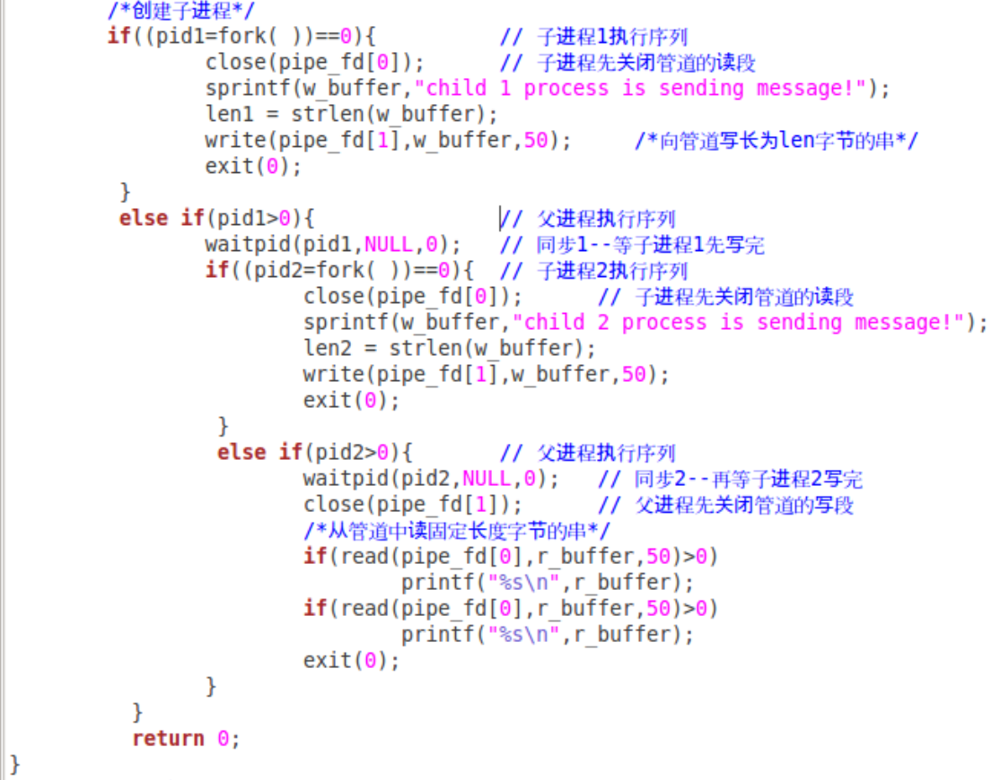 /*创建子进程*/
if((pid1=fork( ))==0){ // 子进程1执行序列
close(pipe_fd[0]); // 子进程先关闭管道的读段
sprintf(w_buffer,"child 1 process is sending message!");
len1 = strlen(w_buffer);
write(pipe_fd[1],w_buffer,50); /*向管道写长为len字节的串*/
exit(0);
}
else if(pid1>0){ // 父进程执行序列
waitpid(pid1,NULL,0); // 同步1--等子进程1先写完
if((pid2=fork( ))==0){ // 子进程2执行序列
close(pipe_fd[0]); // 子进程先关闭管道的读段
sprintf(w_buffer,"child 2 process is sending message!");
len2 = strlen(w_buffer);
write(pipe_fd[1],w_buffer,50);
exit(0);
}
else if(pid2>0){ // 父进程执行序列
waitpid(pid2,NULL,0); // 同步2--再等子进程2写完
close(pipe_fd[1]); // 父进程先关闭管道的写段
/*从管道中读固定长度字节的串*/
if(read(pipe_fd[0],r_buffer,50)>0)
printf("%s\n",r_buffer);
if(read(pipe_fd[0],r_buffer,50)>0)
printf("%s\n",r_buffer);
exit(0);
}
}
return 0;
}